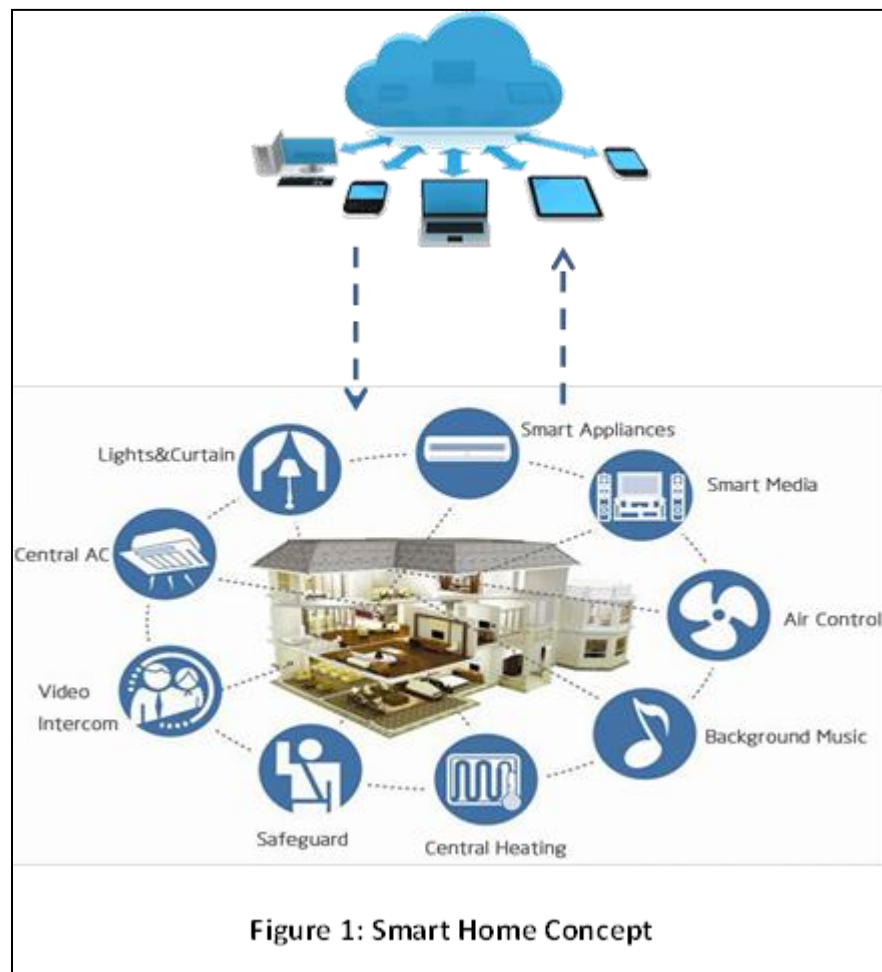 Smart Appliances
Lights&Curtain
Smart Media
Central AC
Air Control
Video
Intercom
Background Music
Safeguard
Central Heating
Figure 1: Smart Home Concept